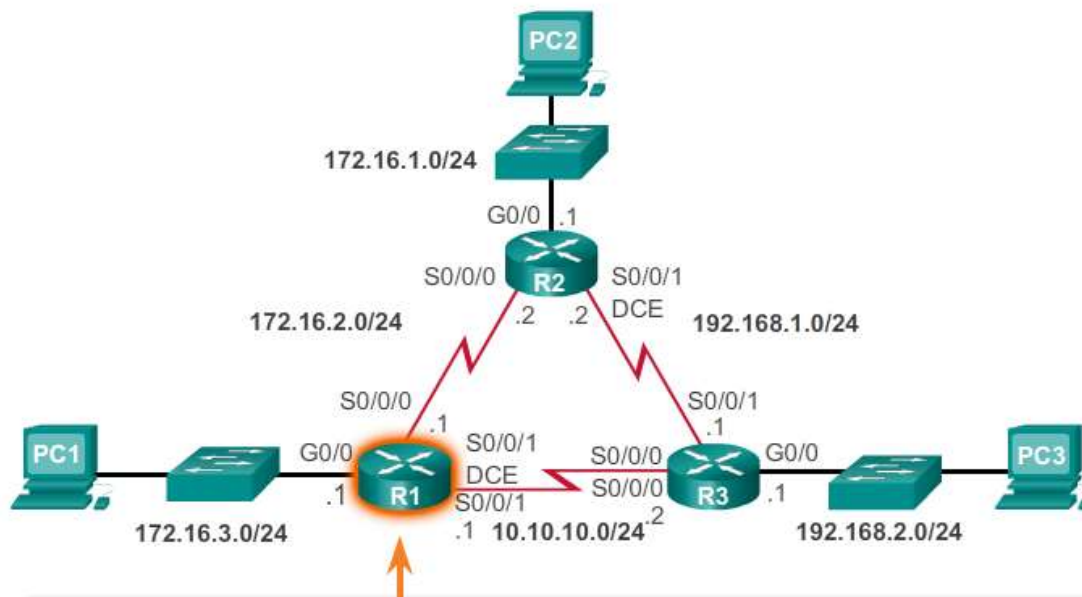 PC2
172.16.1.0/24
G0/0 .1
S0/0/0 R2 S0/0/1
DCE
172.16.2.0/24 .2 .2 192.168.1.0/24
S0/0/0 .1
S0/0/1 .1
PC1 G0/0 .1 R1 S0/0/1
DCE
S0/0/0 R3 G0/0 .1 PC3
S0/0/1 .1
S0/0/0 .2
172.16.3.0/24 10.10.10.0/24 192.168.2.0/24